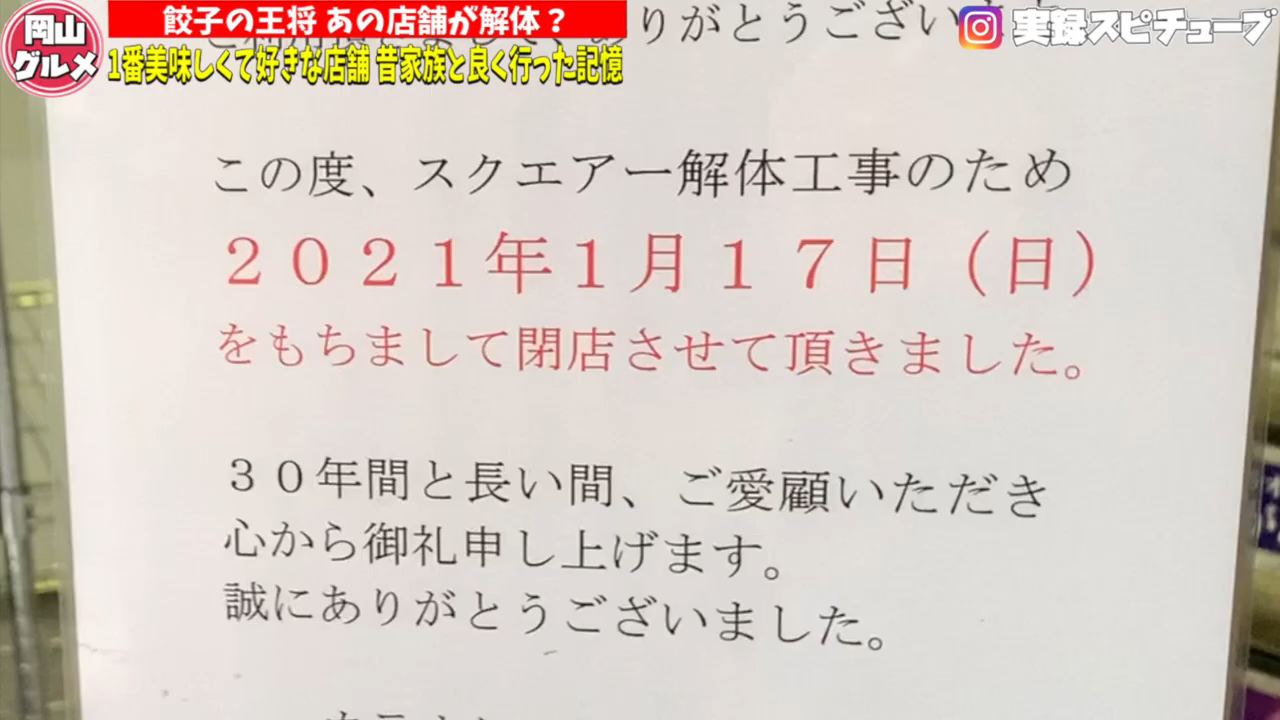 岡山
グルメ
餃子の王将 あの店舗が解体？
1番美味しくて好きな店舗 昔家族と良く行った記憶
実録スピチューブ
ありがとうございました
この度、スクエアー解体工事のため
２０２１年１月１７日（日）
をもちまして閉店させて頂きました。
３０年間と長い間、ご愛顧いただき
心から御礼申し上げます。
誠にありがとうございました。